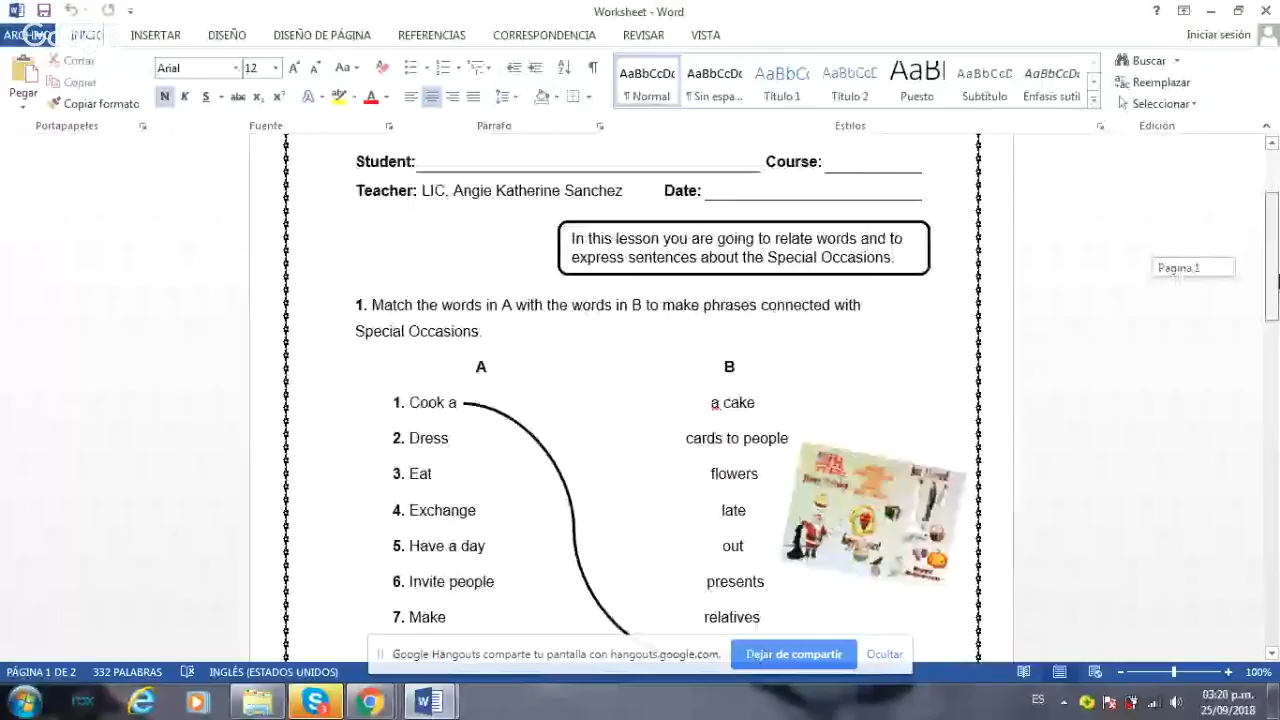 Worksheet - Word
ARCHIVO INICIO INSERTAR DISEÑO DISEÑO DE PÁGINA REFERENCIAS CORRESPONDENCIA REVISAR VISTA
Iniciar sesión
Pegar
Cortar
Copiar
Copiar formato
Portapapeles
Arial 12
Fuente
Párrafo
AaBbCcDc AaBbCcDc AaBbCc AaBbCc AaBl AaBbCcD AaBbCcDc
¶ Normal ¶ Sin espa... Título 1 Título 2 Puesto Subtítulo Énfasis sutil
Estilos
Buscar
Reemplazar
Seleccionar
Edición
Student: Course:
Teacher: LIC. Angie Katherine Sanchez Date:
In this lesson you are going to relate words and to
express sentences about the Special Occasions.
Página 1
1. Match the words in A with the words in B to make phrases connected with
Special Occasions.
A B
1. Cook a a cake
2. Dress cards to people
3. Eat flowers
4. Exchange late
5. Have a day out
6. Invite people presents
7. Make relatives
Google Hangouts comparte tu pantalla con hangouts.google.com. Dejar de compartir Ocultar
PÁGINA 1 DE 2 332 PALABRAS INGLÉS (ESTADOS UNIDOS) 100%
ES 03:20 p.m.
25/09/2018